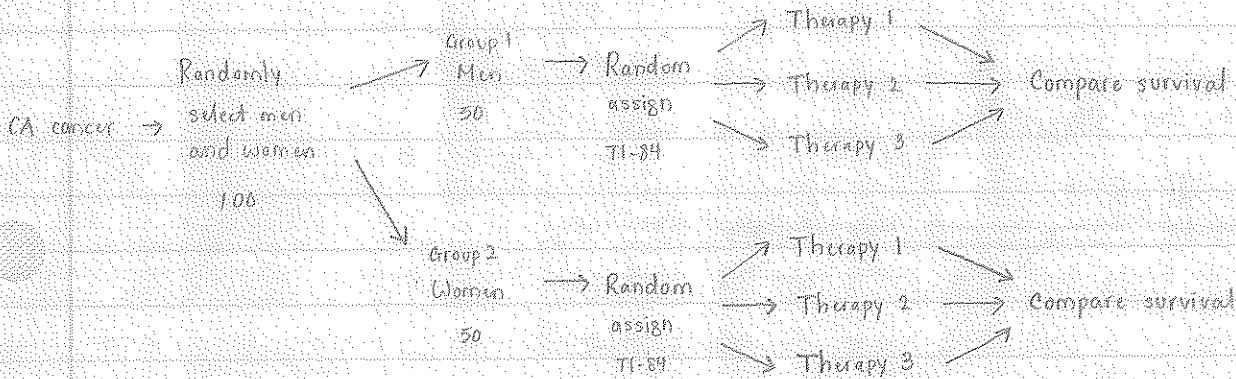 CA cancer
Randomly
select men
and women
100
Group 1
Men
50
Random
assign
TI-84
Therapy 1
Therapy 2
Therapy 3
Compare survival
Group 2
Women
50
Random
assign
TI-84
Therapy 1
Therapy 2
Therapy 3
Compare survival